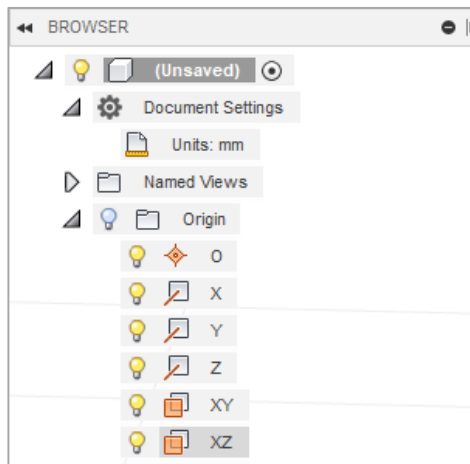 BROWSER
(Unsaved)
Document Settings
Units: mm
Named Views
Origin
O
X
Y
Z
XY
XZ